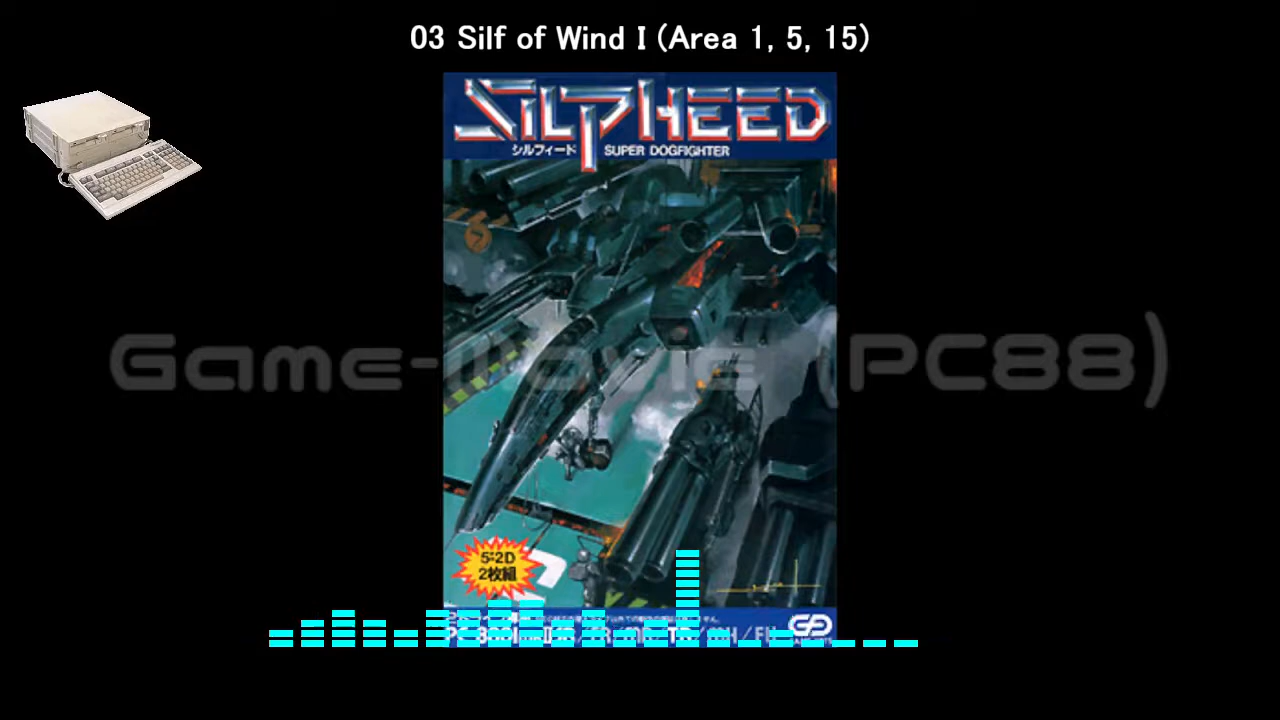 03 Silf of Wind I (Area 1, 5, 15)
SILPHEED
シルフィード SUPER DOGFIGHTER
7
Game-Movie (PC88)
5"2D
2枚組